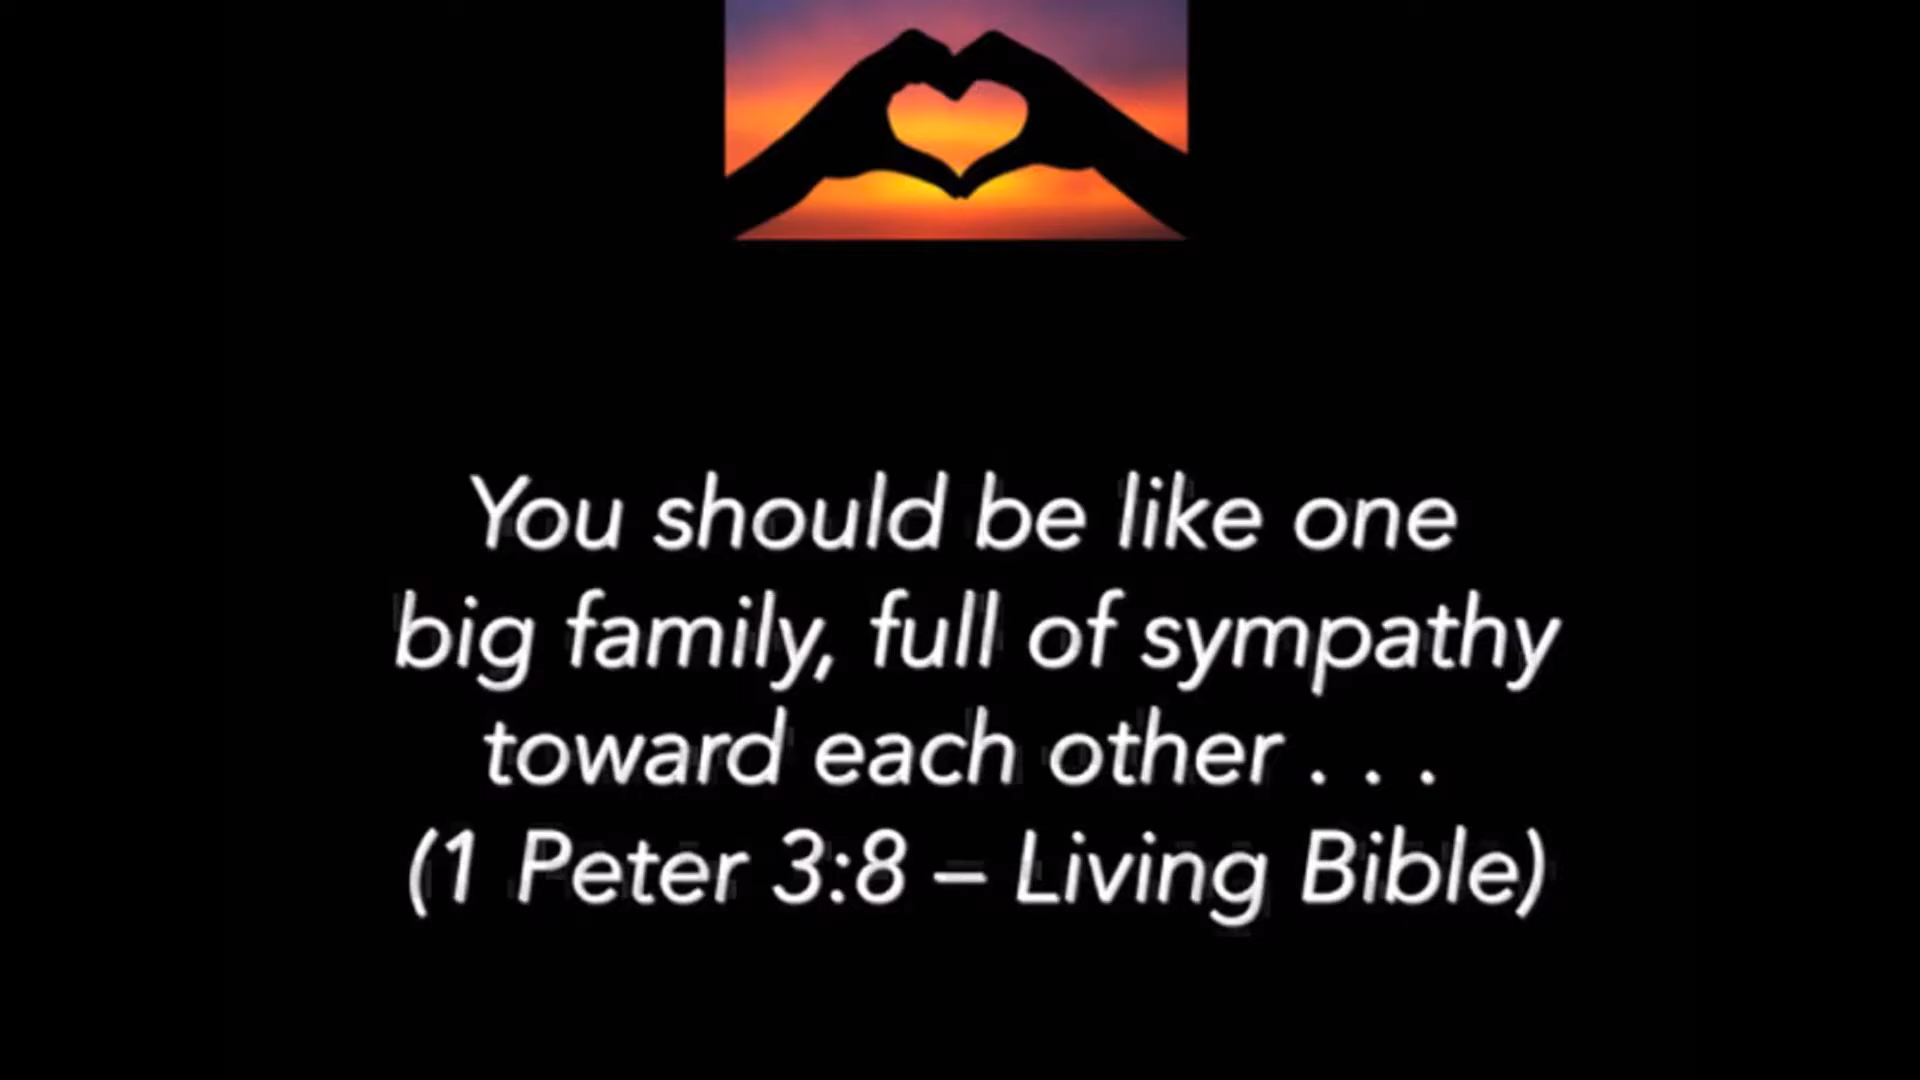 You should be like one
big family, full of sympathy
toward each other . . .
(1 Peter 3:8 – Living Bible)